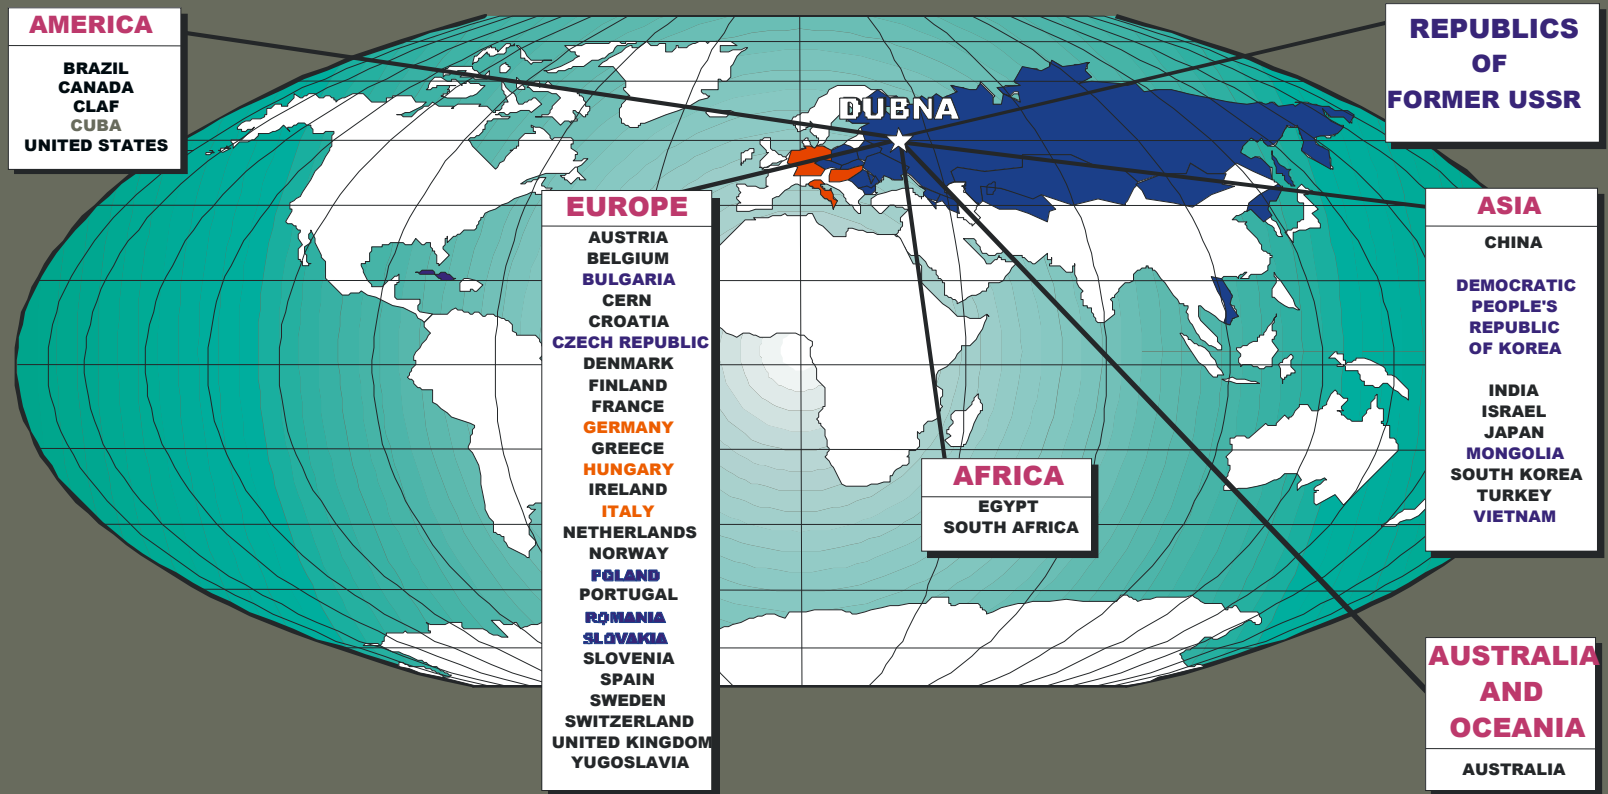 AMERICA
BRAZIL
CANADA
CLAF
CUBA
UNITED STATES
DUBNA
REPUBLICS
OF
FORMER USSR
EUROPE
AUSTRIA
BELGIUM
BULGARIA
CERN
CROATIA
CZECH REPUBLIC
DENMARK
FINLAND
FRANCE
GERMANY
GREECE
HUNGARY
IRELAND
ITALY
NETHERLANDS
NORWAY
POLAND
PORTUGAL
ROMANIA
SLOVAKIA
SLOVENIA
SPAIN
SWEDEN
SWITZERLAND
UNITED KINGDOM
YUGOSLAVIA
AFRICA
EGYPT
SOUTH AFRICA
ASIA
CHINA
DEMOCRATIC
PEOPLE'S
REPUBLIC
OF KOREA
INDIA
ISRAEL
JAPAN
MONGOLIA
SOUTH KOREA
TURKEY
VIETNAM
AUSTRALIA
AND
OCEANIA
AUSTRALIA